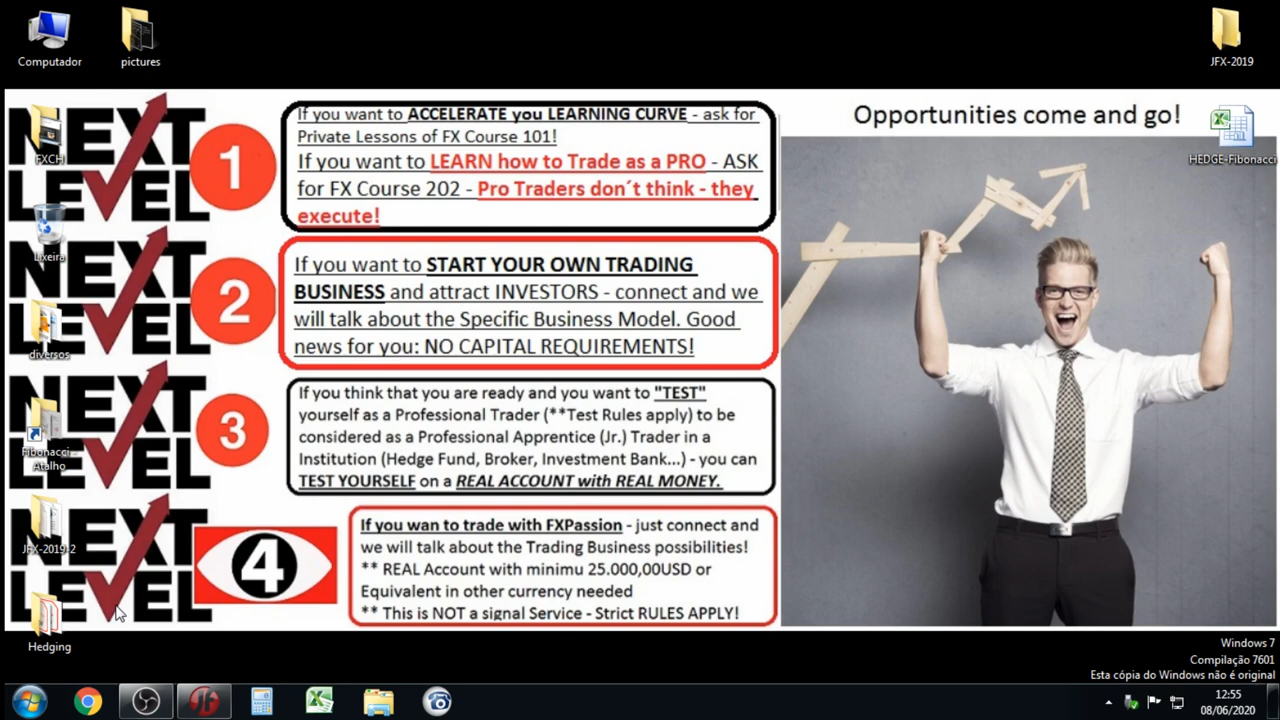 Computador
pictures
JFX-2019
NEXT
LEVEL
FXCH
1
If you want to ACCELERATE you LEARNING CURVE - ask for
Private Lessons of FX Course 101!
If you want to LEARN how to Trade as a PRO - ASK
for FX Course 202 - Pro Traders don´t think - they
execute!
Opportunities come and go!
HEDGE-Fibonacci
Lixeira
NEXT
LEVEL
diversos
2
If you want to START YOUR OWN TRADING
BUSINESS and attract INVESTORS - connect and we
will talk about the Specific Business Model. Good
news for you: NO CAPITAL REQUIREMENTS!
NEXT
LEVEL
Fibonacci -
Atalho
3
If you think that you are ready and you want to "TEST"
yourself as a Professional Trader (**Test Rules apply) to be
considered as a Professional Apprentice (Jr.) Trader in a
Institution (Hedge Fund, Broker, Investment Bank...) - you can
TEST YOURSELF on a REAL ACCOUNT with REAL MONEY.
NEXT
LEVEL
JFX-2019-2
4
If you wan to trade with FXPassion - just connect and
we will talk about the Trading Business possibilities!
** REAL Account with minimu 25.000,00USD or
Equivalent in other currency needed
** This is NOT a signal Service - Strict RULES APPLY!
Hedging
Windows 7
Compilação 7601
Esta cópia do Windows não é original
12:55
08/06/2020